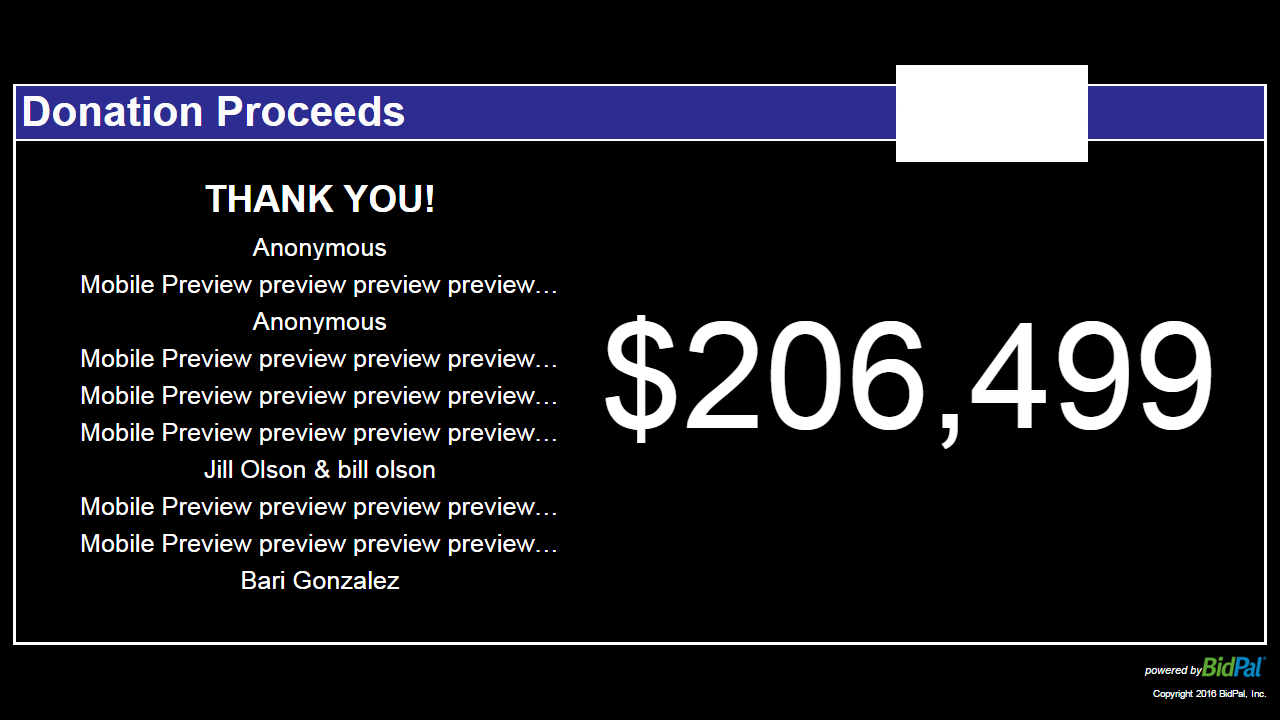 Donation Proceeds
THANK YOU!
Anonymous
Mobile Preview preview preview preview…
Anonymous
Mobile Preview preview preview preview…
Mobile Preview preview preview preview…
Mobile Preview preview preview preview…
Jill Olson & bill olson
Mobile Preview preview preview preview…
Mobile Preview preview preview preview…
Bari Gonzalez
$206,499
powered by BidPal
Copyright 2016 BidPal, Inc.